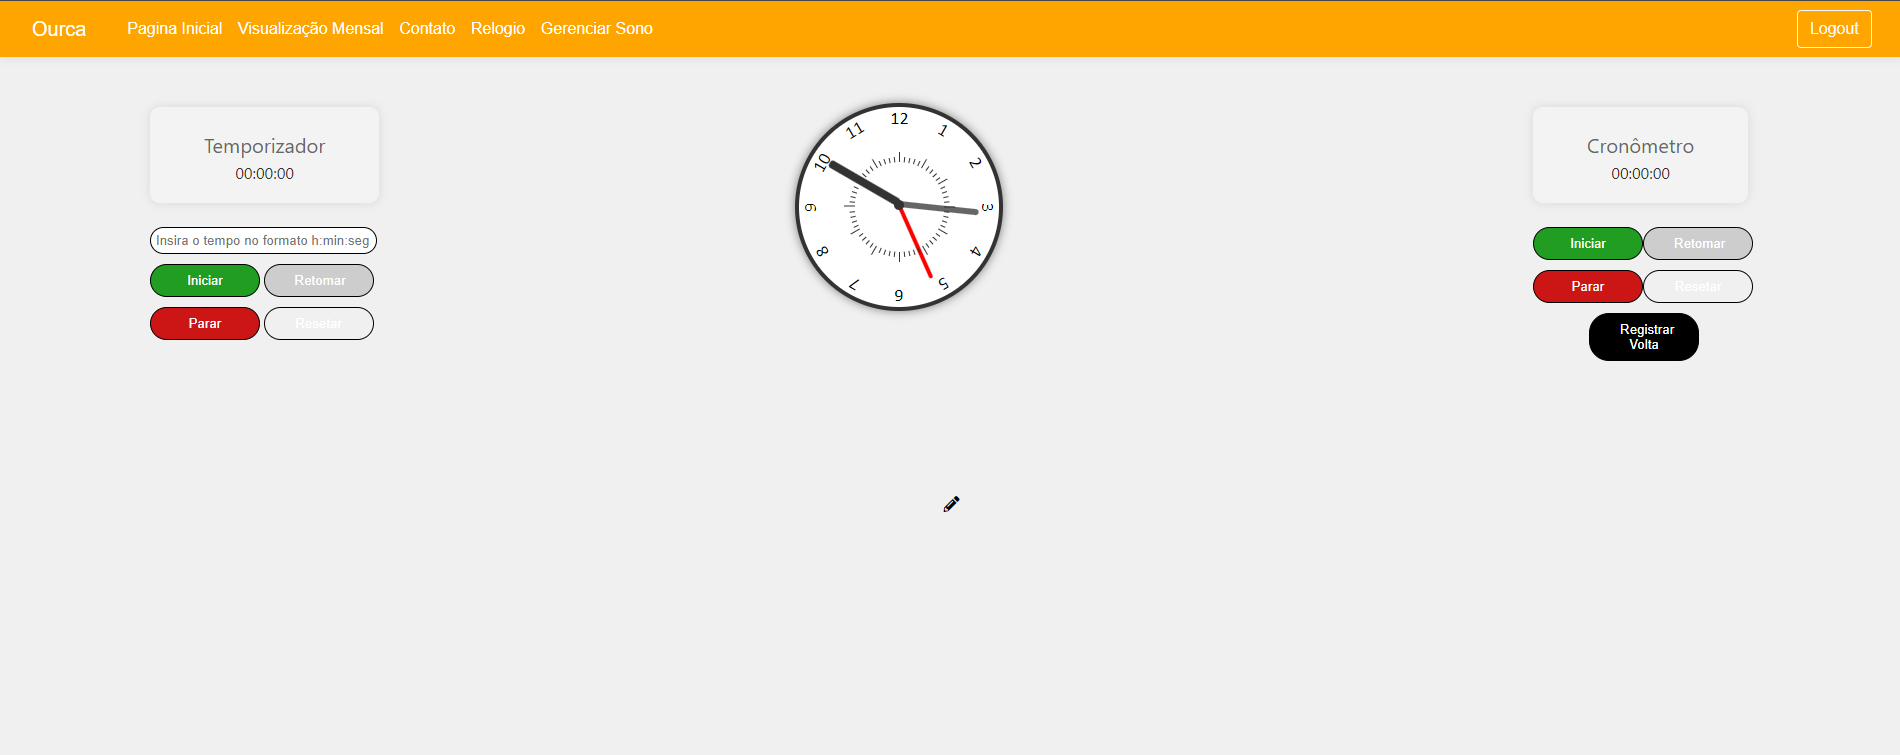 Ourca
Pagina Inicial
Visualização Mensal
Contato
Relogio
Gerenciar Sono
Logout
Temporizador
00:00:00
Insira o tempo no formato h:min:seg
Iniciar
Retomar
Parar
Resetar
12
1
2
3
4
5
6
7
8
9
10
11
Cronômetro
00:00:00
Iniciar
Retomar
Parar
Resetar
Registrar
Volta